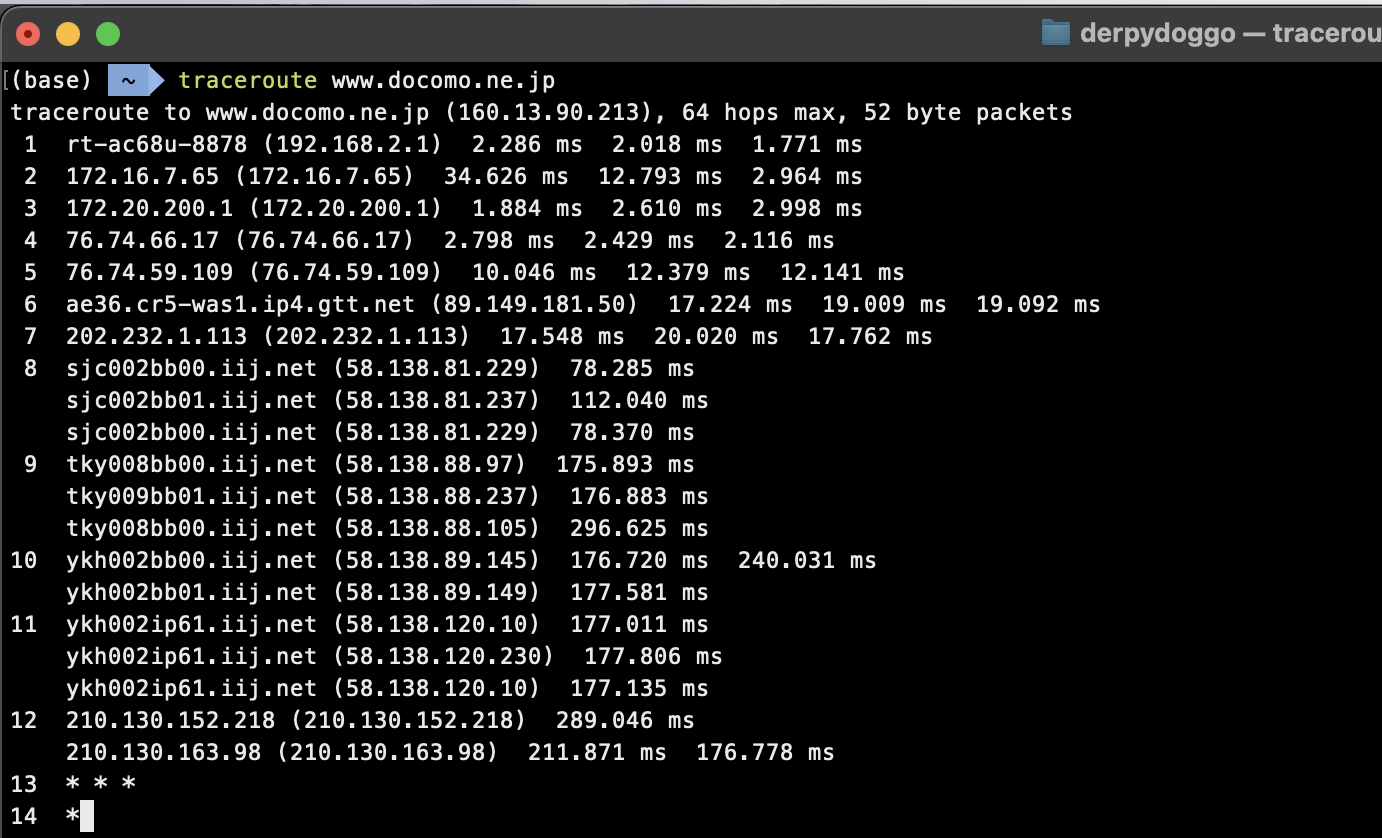 derpydoggo — tracerou
(base) ~ traceroute www.docomo.ne.jp
traceroute to www.docomo.ne.jp (160.13.90.213), 64 hops max, 52 byte packets
1 rt-ac68u-8878 (192.168.2.1) 2.286 ms 2.018 ms 1.771 ms
2 172.16.7.65 (172.16.7.65) 34.626 ms 12.793 ms 2.964 ms
3 172.20.200.1 (172.20.200.1) 1.884 ms 2.610 ms 2.998 ms
4 76.74.66.17 (76.74.66.17) 2.798 ms 2.429 ms 2.116 ms
5 76.74.59.109 (76.74.59.109) 10.046 ms 12.379 ms 12.141 ms
6 ae36.cr5-was1.ip4.gtt.net (89.149.181.50) 17.224 ms 19.009 ms 19.092 ms
7 202.232.1.113 (202.232.1.113) 17.548 ms 20.020 ms 17.762 ms
8 sjc002bb00.iij.net (58.138.81.229) 78.285 ms
sjc002bb01.iij.net (58.138.81.237) 112.040 ms
sjc002bb00.iij.net (58.138.81.229) 78.370 ms
9 tky008bb00.iij.net (58.138.88.97) 175.893 ms
tky009bb01.iij.net (58.138.88.237) 176.883 ms
tky008bb00.iij.net (58.138.88.105) 296.625 ms
10 ykh002bb00.iij.net (58.138.89.145) 176.720 ms 240.031 ms
ykh002bb01.iij.net (58.138.89.149) 177.581 ms
11 ykh002ip61.iij.net (58.138.120.10) 177.011 ms
ykh002ip61.iij.net (58.138.120.230) 177.806 ms
ykh002ip61.iij.net (58.138.120.10) 177.135 ms
12 210.130.152.218 (210.130.152.218) 289.046 ms
210.130.163.98 (210.130.163.98) 211.871 ms 176.778 ms
13 * * *
14 *